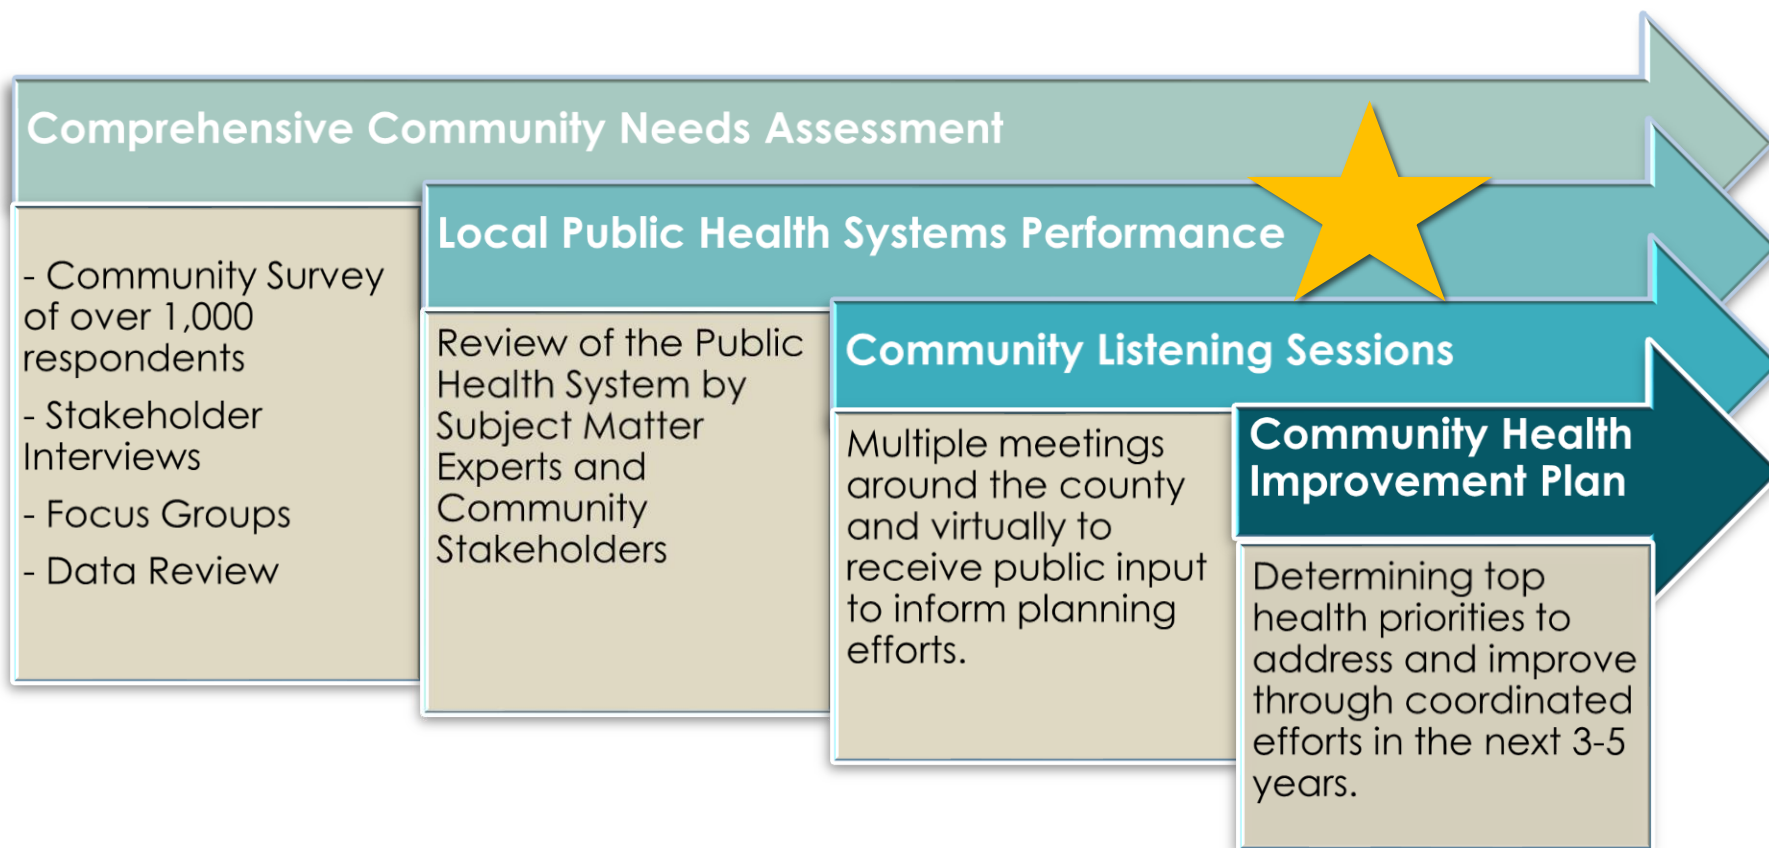 Comprehensive Community Needs Assessment
- Community Survey
of over 1,000
respondents
- Stakeholder
Interviews
- Focus Groups
- Data Review
Local Public Health Systems Performance
Review of the Public
Health System by
Subject Matter
Experts and
Community
Stakeholders
Community Listening Sessions
Multiple meetings
around the county
and virtually to
receive public input
to inform planning
efforts.
Community Health
Improvement Plan
Determining top
health priorities to
address and improve
through coordinated
efforts in the next 3-5
years.